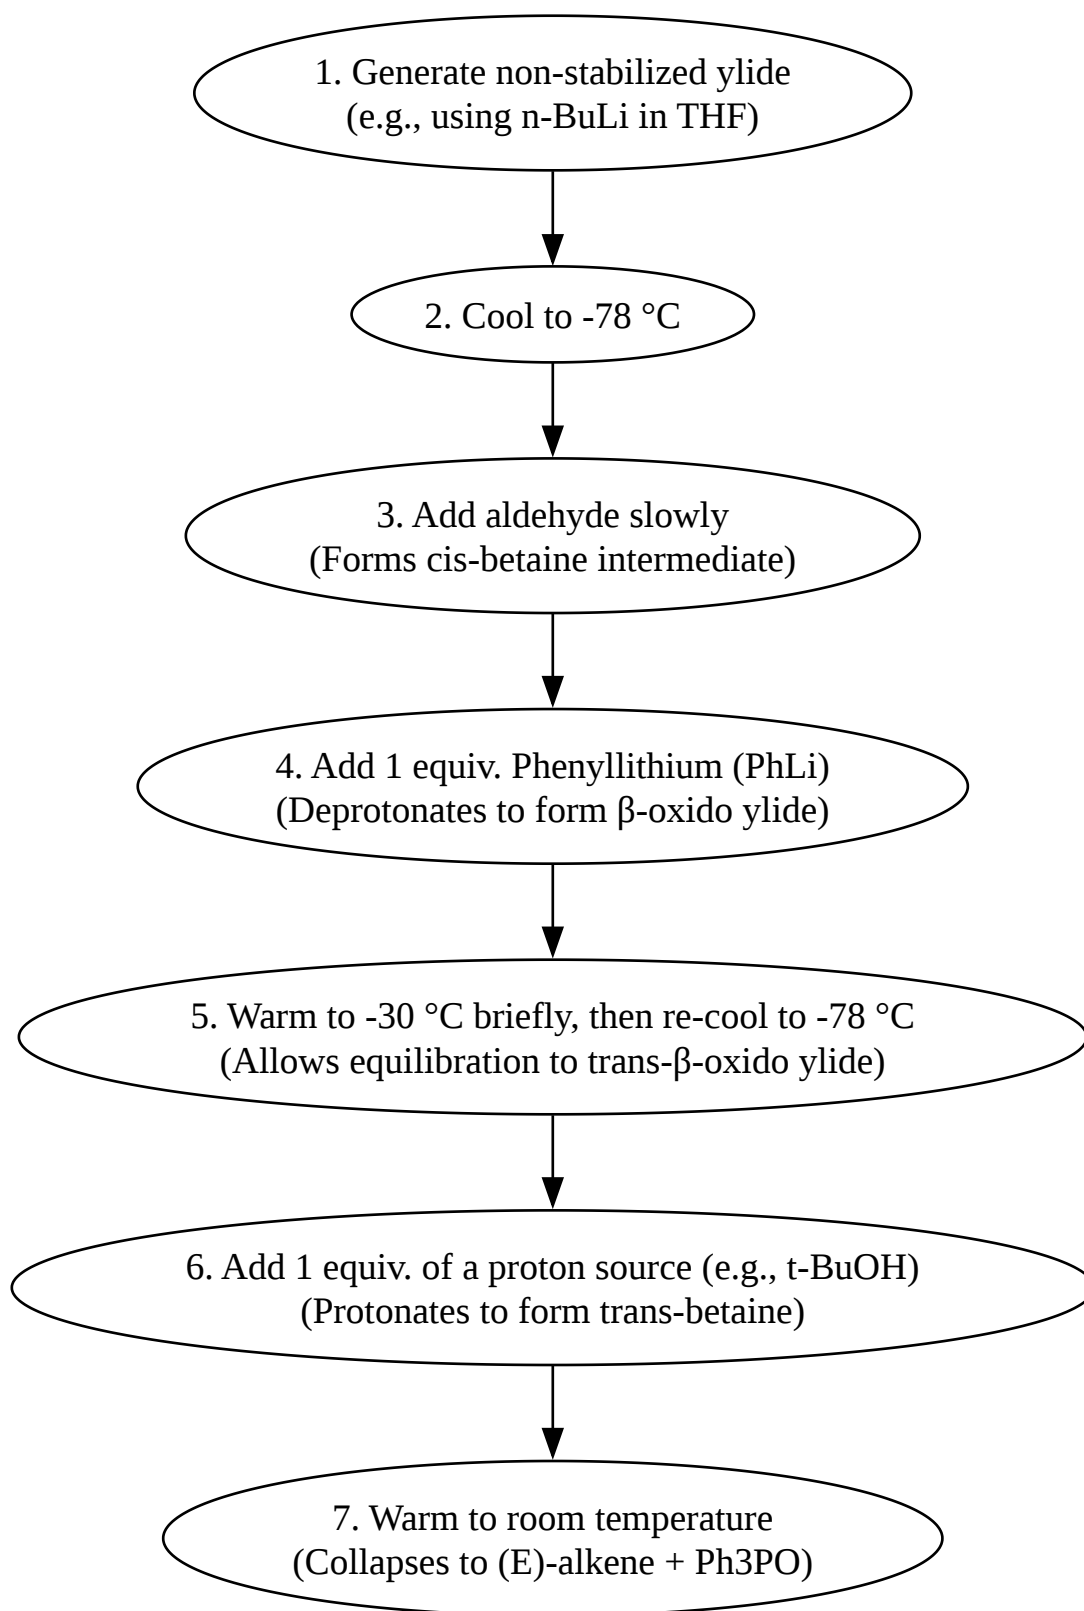 1. Generate non-stabilized ylide
(e.g., using n-BuLi in THF)
2. Cool to -78 °C
3. Add aldehyde slowly
(Forms cis-betaine intermediate)
4. Add 1 equiv. Phenyllithium (PhLi)
(Deprotonates to form β-oxido ylide)
5. Warm to -30 °C briefly, then re-cool to -78 °C
(Allows equilibration to trans-β-oxido ylide)
6. Add 1 equiv. of a proton source (e.g., t-BuOH)
(Protonates to form trans-betaine)
7. Warm to room temperature
(Collapses to (E)-alkene + Ph3PO)